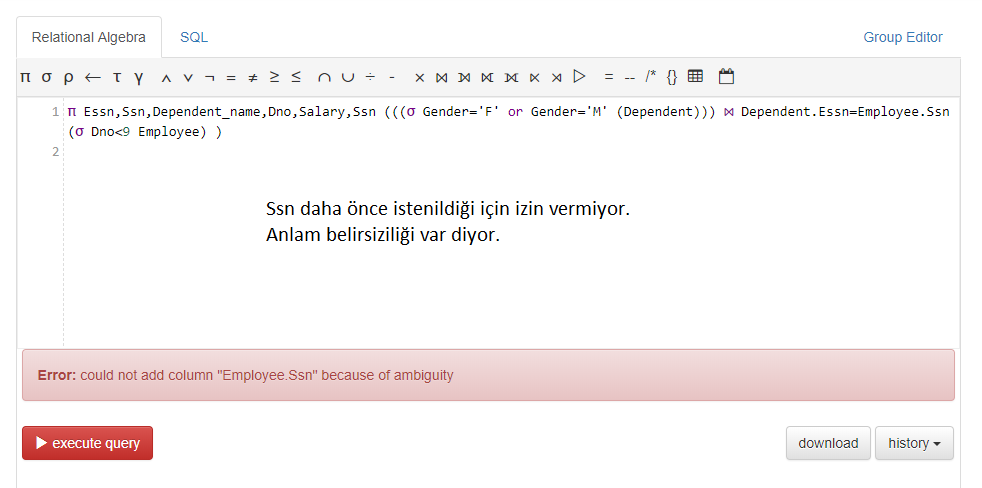 Relational Algebra SQL Group Editor
π σ ρ ← τ γ ∧ ∨ ¬ = ≠ ≥ ≤ ∩ ∪ ÷ - × ⋈ ⟕ ⟖ ⟗ ⋉ ⋊ ▷ = -- /* {}
1 π Essn,Ssn,Dependent_name,Dno,Salary,Ssn (((σ Gender='F' or Gender='M' (Dependent))) ⋈ Dependent.Essn=Employee.Ssn
(σ Dno<9 Employee) )
2
Ssn daha önce istenildiği için izin vermiyor.
Anlam belirsiziliği var diyor.
Error: could not add column "Employee.Ssn" because of ambiguity
▶ execute query download history